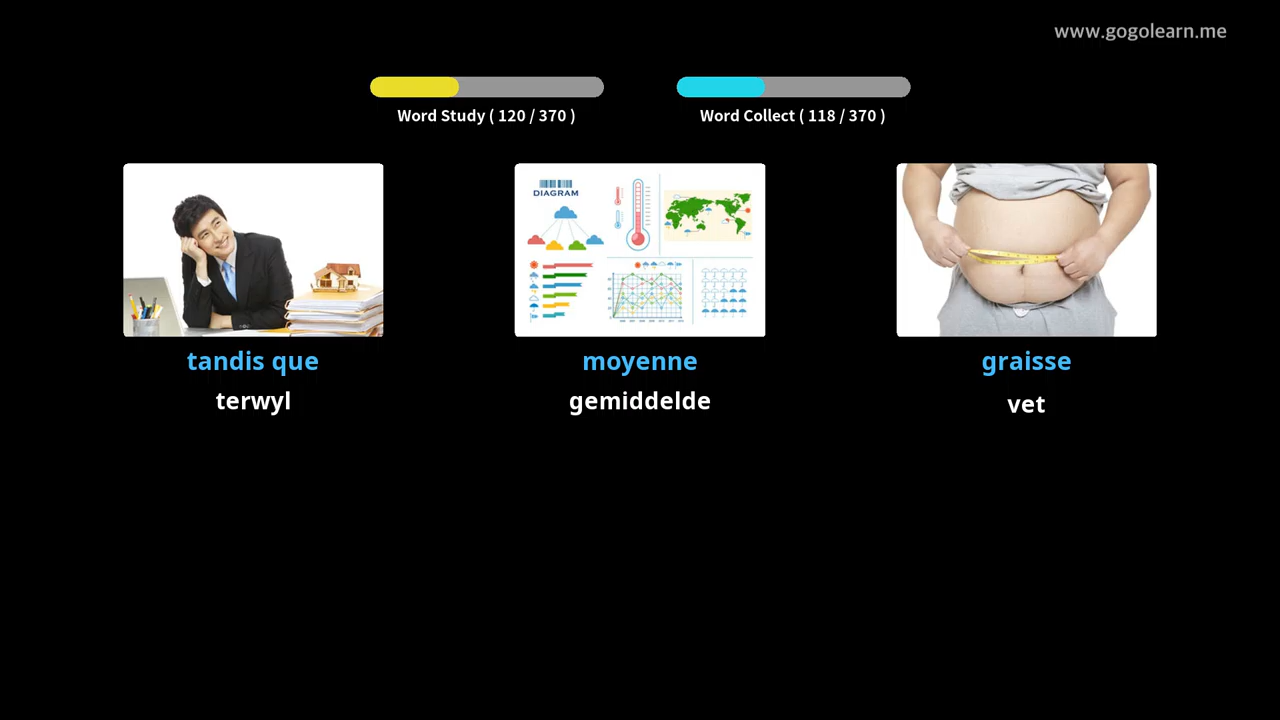 www.gogolearn.me
Word Study ( 120 / 370 )
Word Collect ( 118 / 370 )
DIAGRAM
tandis que
moyenne
graisse
terwyl
gemiddelde
vet